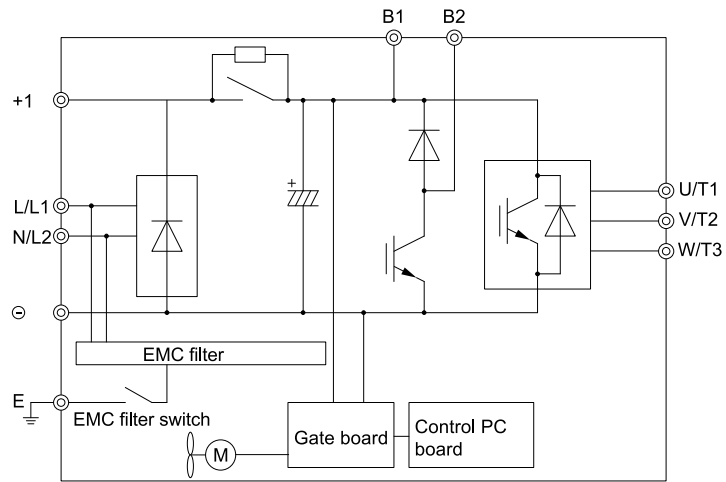 B1
B2
+1
L/L1
N/L2
+
U/T1
V/T2
W/T3
⊖
EMC filter
E
EMC filter switch
M
Gate board
Control PC
board